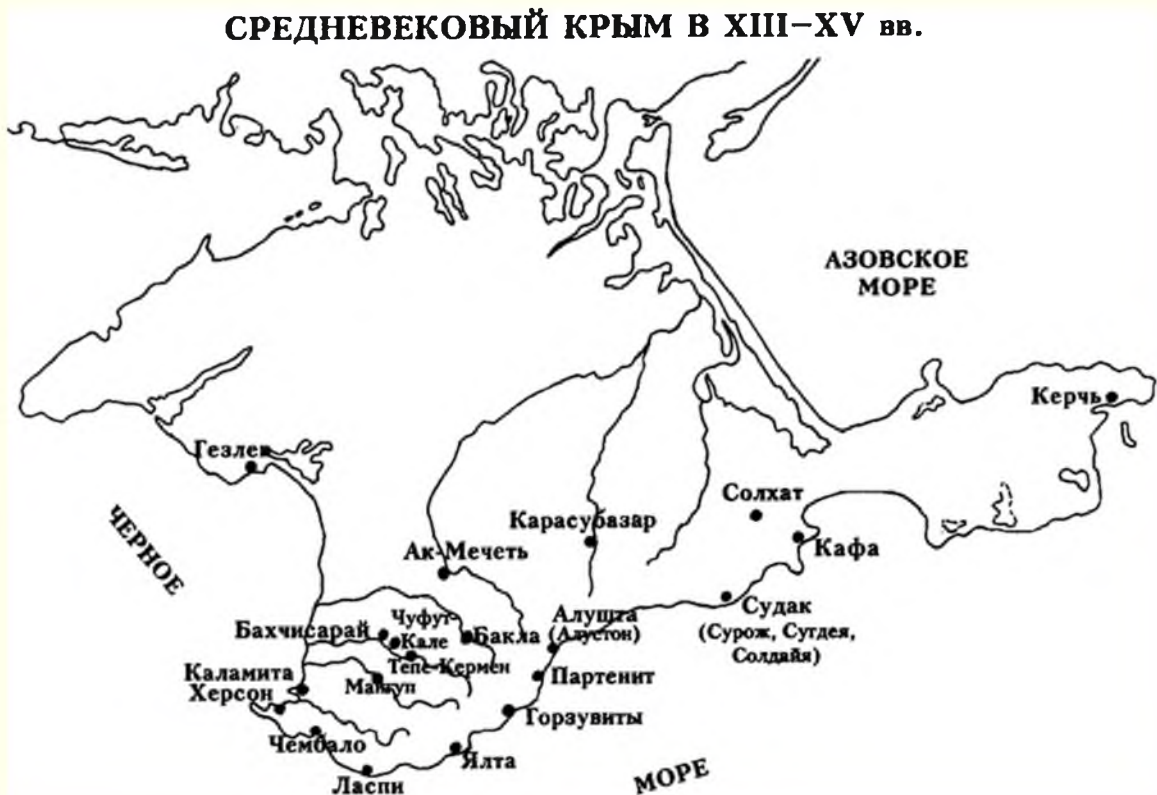 СРЕДНЕВЕКОВЫЙ КРЫМ В XIII–XV вв.
АЗОВСКОЕ
МОРЕ
Керчь
Гезлев
Солхат
Карасубазар
Кафа
ЧЕРНОЕ
Ак-Мечеть
Судак
(Сурож, Сугдея,
Солдайя)
Алушта
(Алустон)
Чуфут-
Кале
Бахчисарай
Бакла
Тепе-Кермен
Мангуп
Партенит
Каламита
Херсон
Горзувиты
Чембало
Ялта
Ласпи
МОРЕ